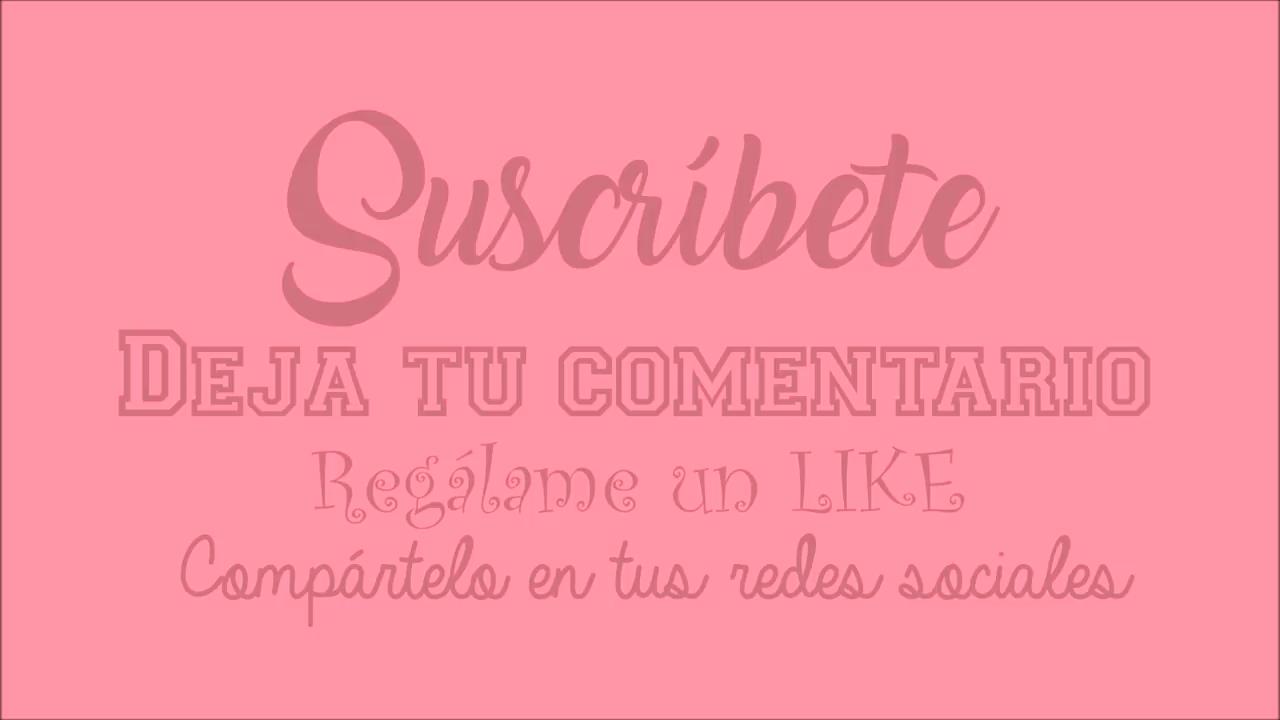 Suscríbete
Deja tu comentario
Regálame un LIKE
Compártelo en tus redes sociales